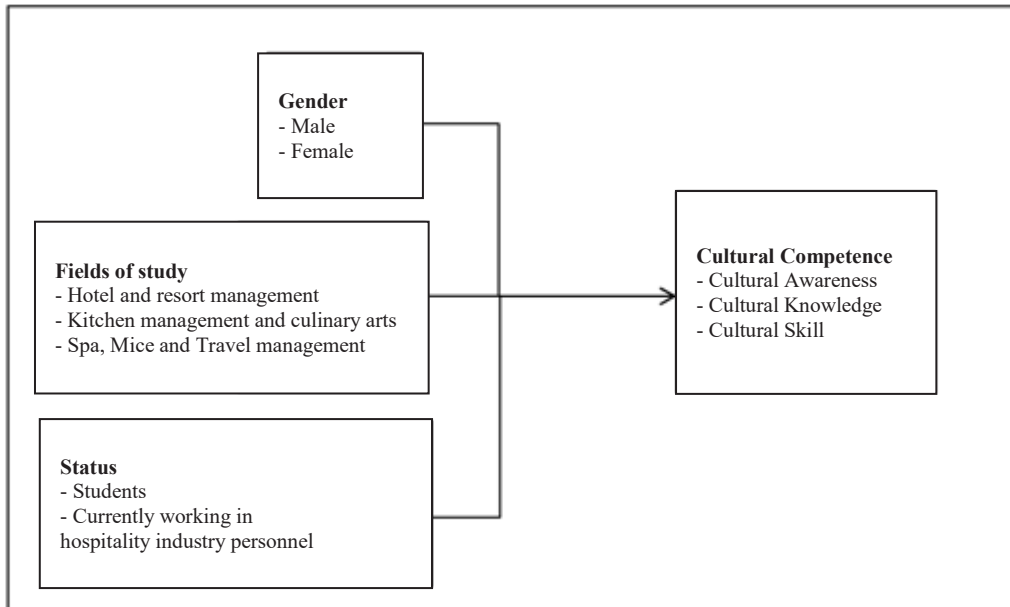 Gender
- Male
- Female
Fields of study
- Hotel and resort management
- Kitchen management and culinary arts
- Spa, Mice and Travel management
Status
- Students
- Currently working in
hospitality industry personnel
Cultural Competence
- Cultural Awareness
- Cultural Knowledge
- Cultural Skill